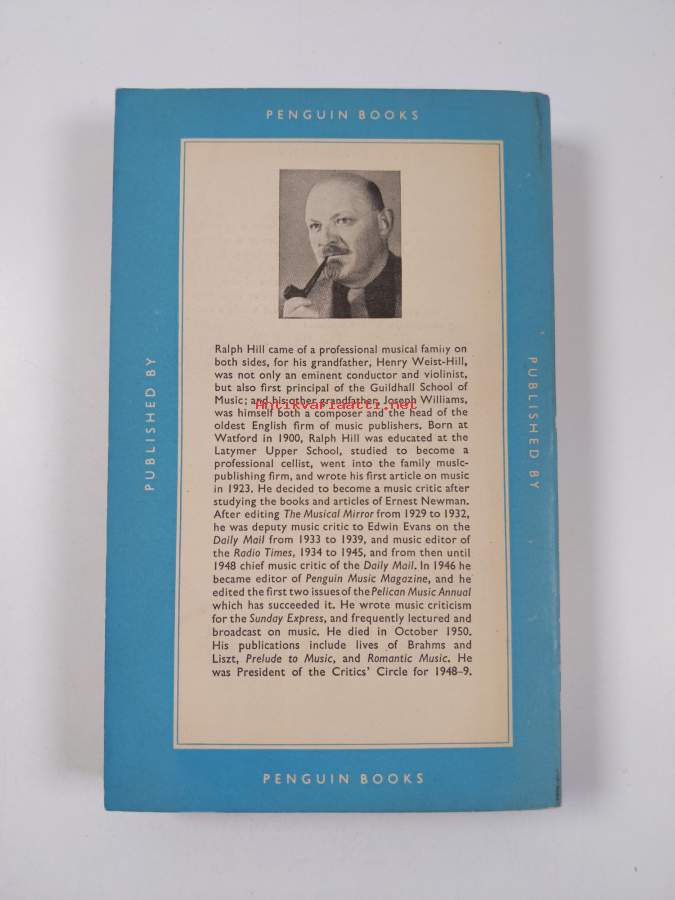 PENGUIN BOOKS
PUBLISHED BY
PUBLISHED BY
Ralph Hill came of a professional musical family on
both sides, for his grandfather, Henry Weist-Hill,
was not only an eminent conductor and violinist,
but also first principal of the Guildhall School of
Music; and his other grandfather, Joseph Williams,
Antikvariaatti.net
was himself both a composer and the head of the
oldest English firm of music publishers. Born at
Watford in 1900, Ralph Hill was educated at the
Latymer Upper School, studied to become a
professional cellist, went into the family music-
publishing firm, and wrote his first article on music
in 1923. He decided to become a music critic after
studying the books and articles of Ernest Newman.
After editing The Musical Mirror from 1929 to 1932,
he was deputy music critic to Edwin Evans on the
Daily Mail from 1933 to 1939, and music editor of
the Radio Times, 1934 to 1945, and from then until
1948 chief music critic of the Daily Mail. In 1946 he
became editor of Penguin Music Magazine, and he
edited the first two issues of the Pelican Music Annual
which has succeeded it. He wrote music criticism
for the Sunday Express, and frequently lectured and
broadcast on music. He died in October 1950.
His publications include lives of Brahms and
Liszt, Prelude to Music, and Romantic Music. He
was President of the Critics' Circle for 1948–9.
PENGUIN BOOKS